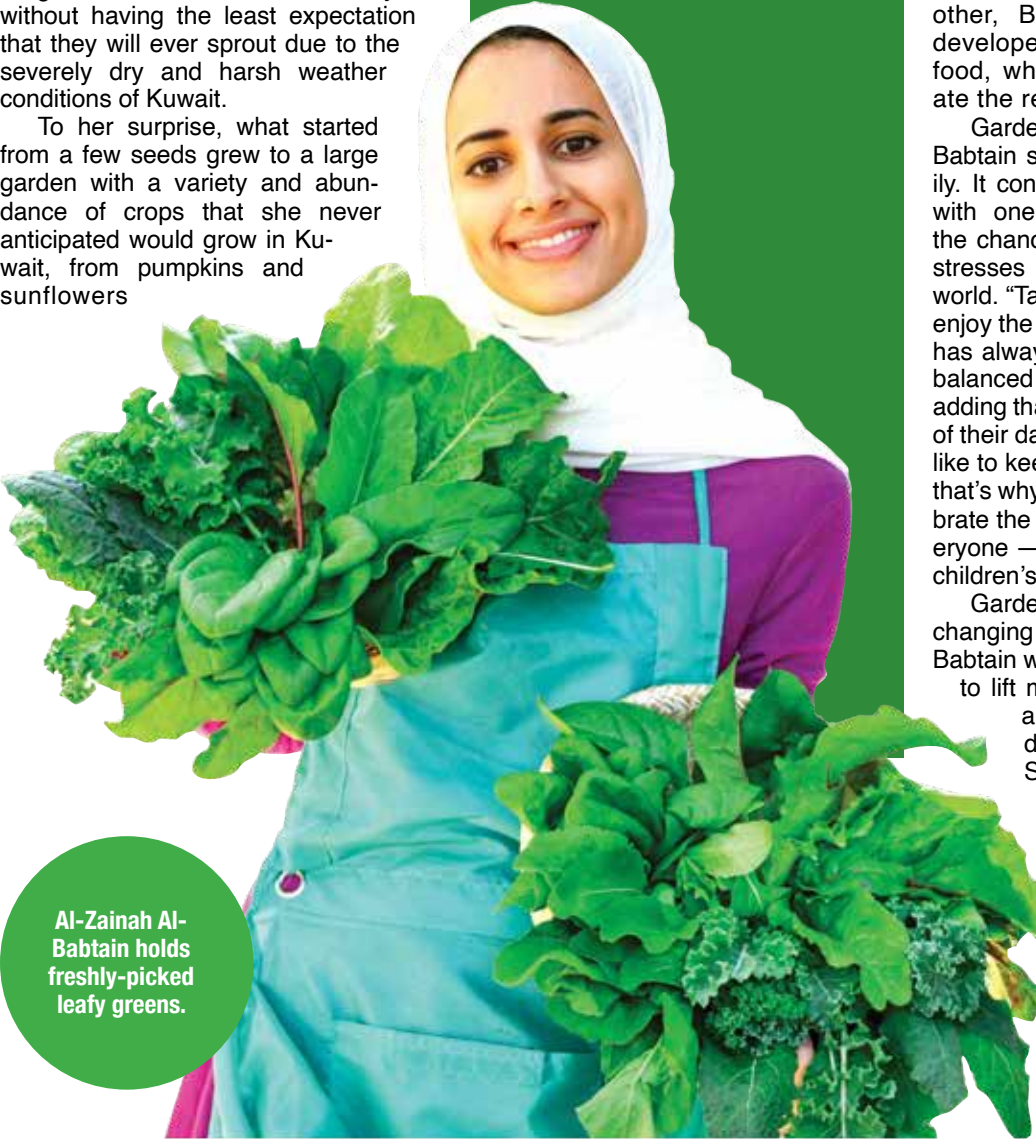 without having the least expectation
that they will ever sprout due to the
severely dry and harsh weather
conditions of Kuwait.
To her surprise, what started
from a few seeds grew to a large
garden with a variety and abun-
dance of crops that she never
anticipated would grow in Ku-
wait, from pumpkins and
sunflowers
Al-Zainah Al-
Babtain holds
freshly-picked
leafy greens.
other, B
develope
food, wh
ate the re
Garde
Babtain s
ily. It con
with one
the chanc
stresses
world. “Ta
enjoy the
has alway
balanced
adding tha
of their da
like to kee
that’s why
brate the
eryone —
children’s
Garde
changing
Babtain w
to lift m
a
d
S